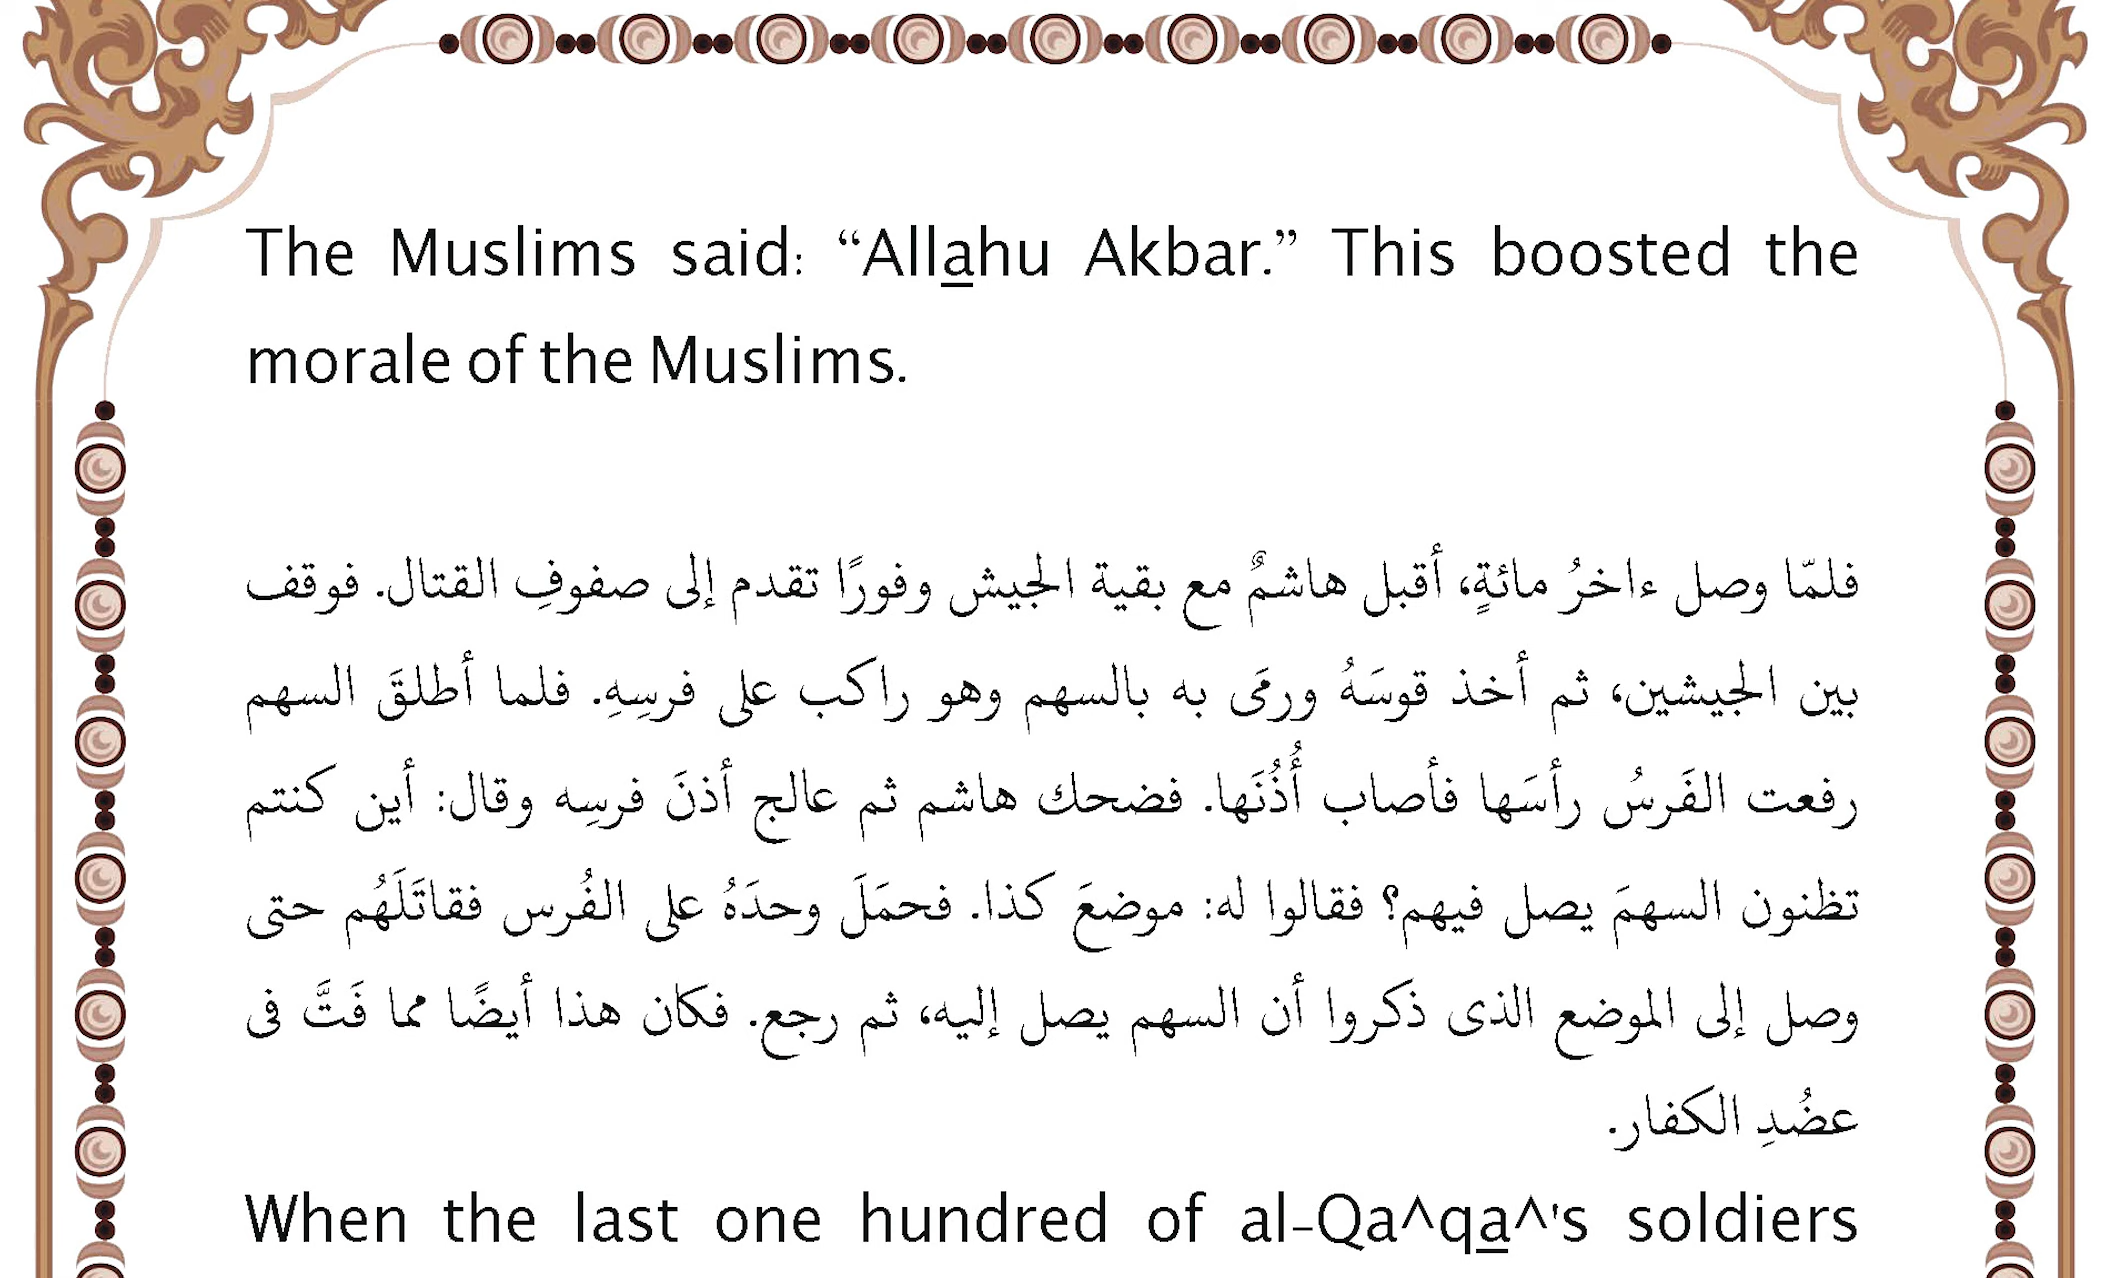 The Muslims said: “Allahu Akbar.” This boosted the
morale of the Muslims.
فلمّا وصل ءاخرُ مائةٍ، أقبل هاشمٌ مع بقية الجيش وفورًا تقدم إلى صفوفِ القتال. فوقف
بين الجيشين، ثم أخذ قوسَهُ ورمَى به بالسهم وهو راكب على فرسِهِ. فلما أطلقَ السهم
رفعت الفَرسُ رأسَها فأصاب أُذُنَها. فضحك هاشم ثم عالج أذنَ فرسِه وقال: أين كنتم
تظنون السهمَ يصل فيهم؟ فقالوا له: موضعَ كذا. فحمَلَ وحدَهُ على الفُرس فقاتَلَهُم حتى
وصل إلى الموضع الذى ذكروا أن السهم يصل إليه، ثم رجع. فكان هذا أيضًا مما فَتَّ فى
عضُدِ الكفار.
When the last one hundred of al-Qa^qa^'s soldiers